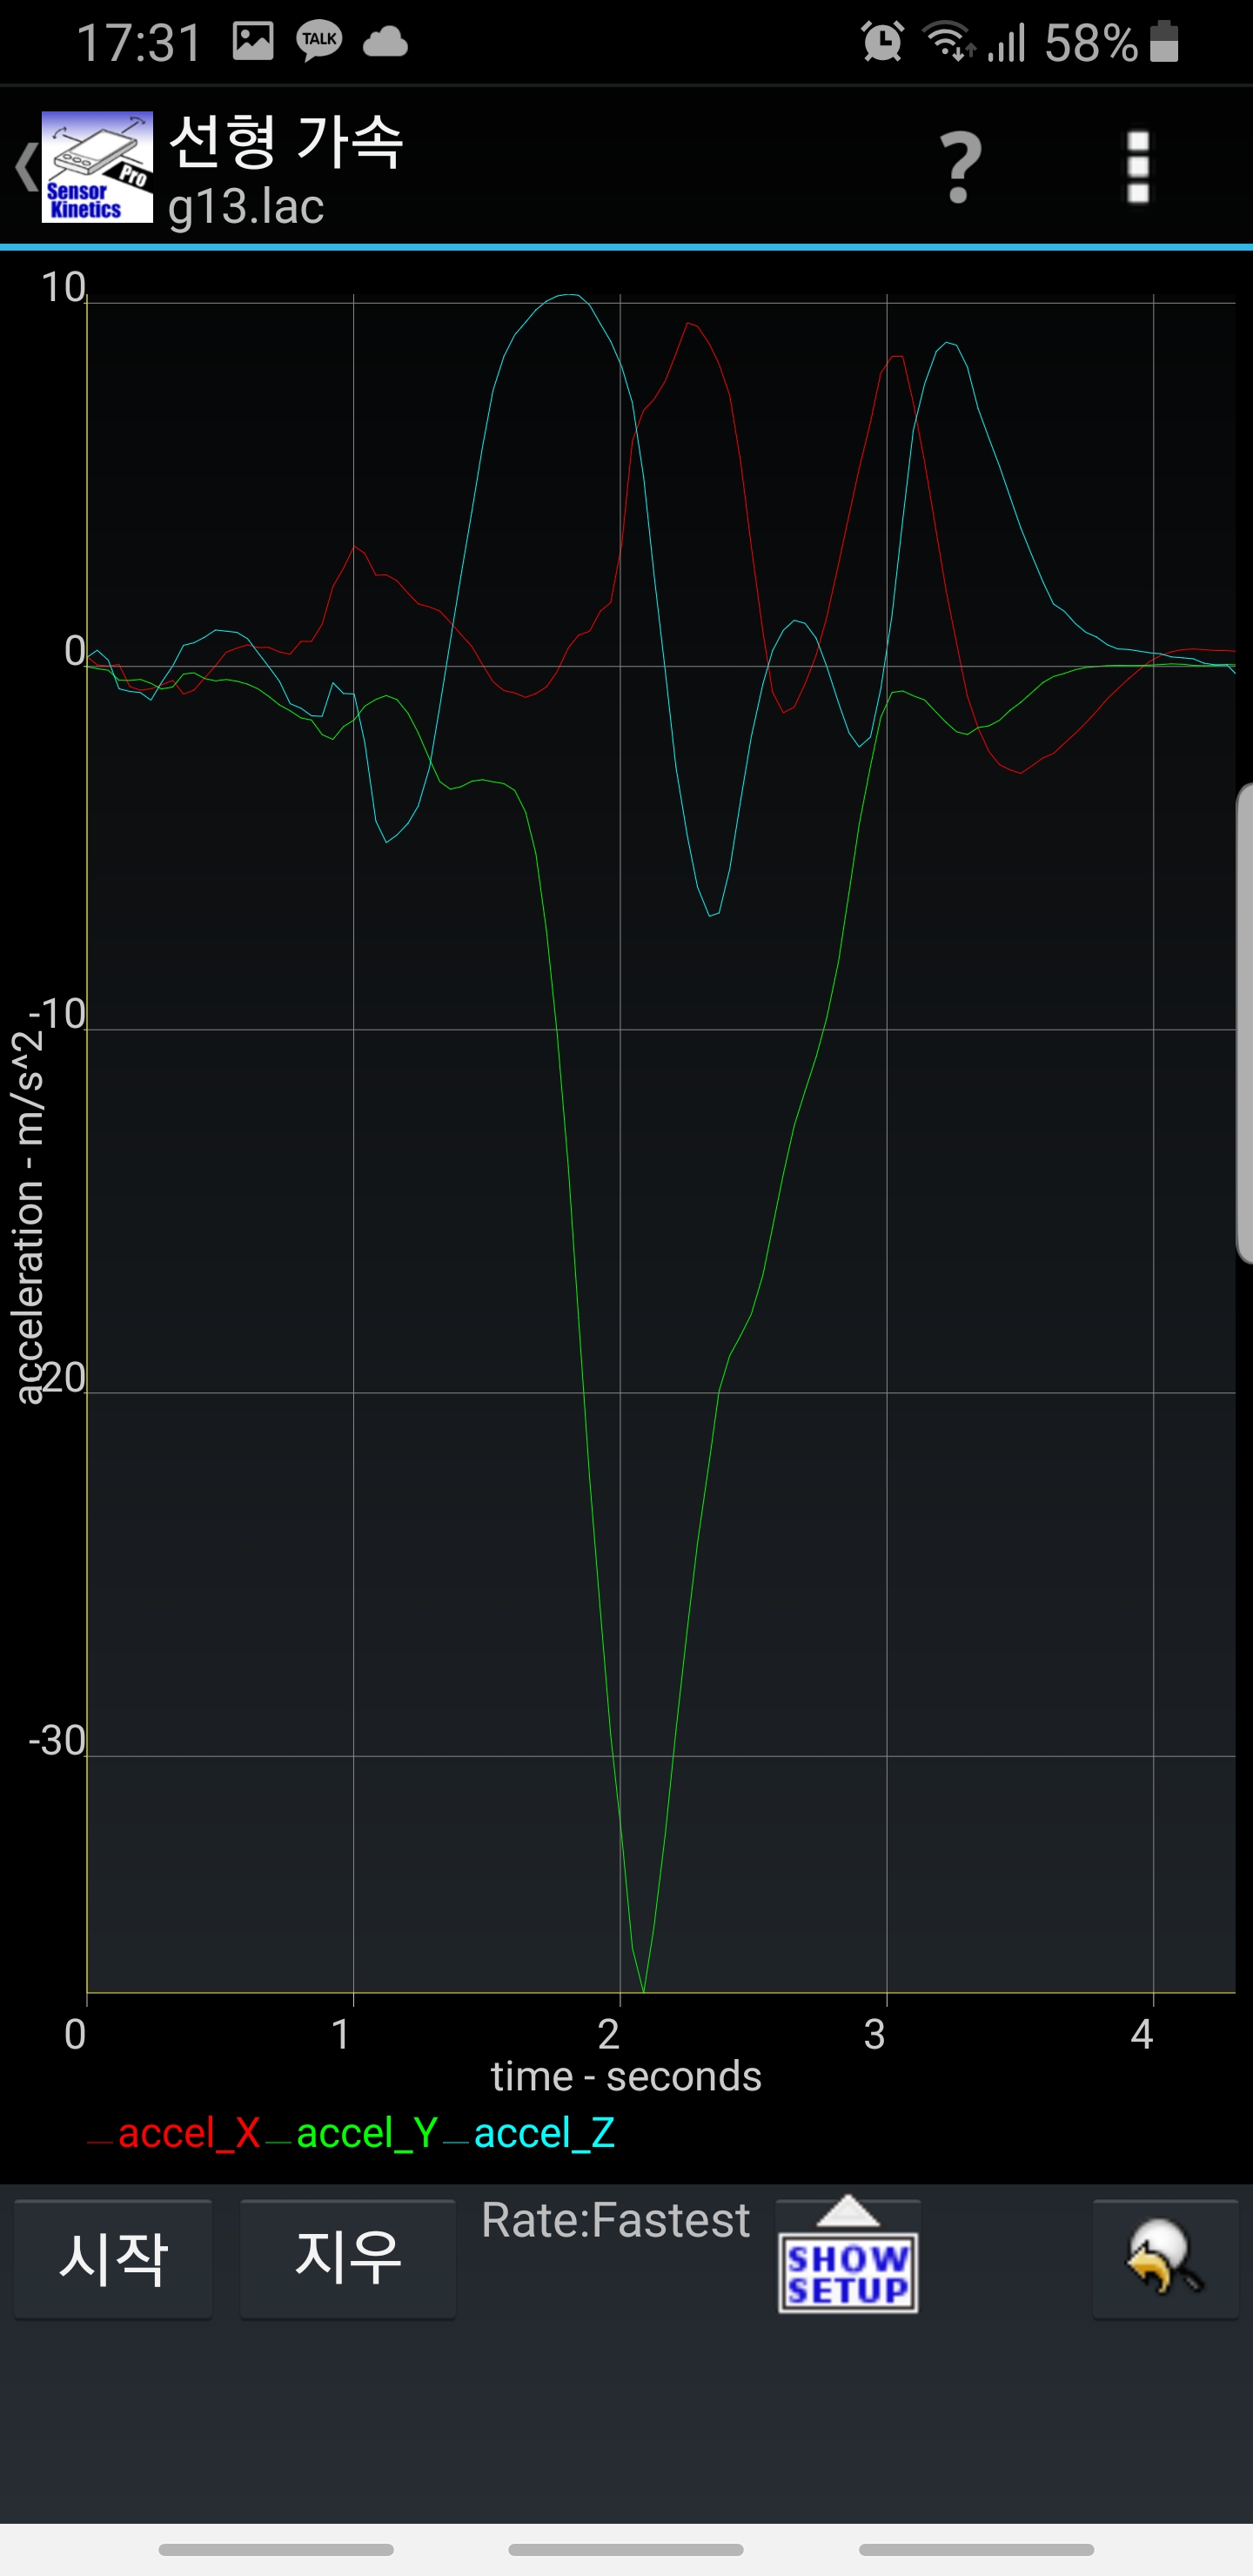 17:31 TALK 58%
선형 가속
g13.lac
Pro
Sensor
Kinetics
?
10
0
-10
-20
-30
acceleration - m/s^2
0 1 2 3 4
time - seconds
accel_X accel_Y accel_Z
시작 지우 Rate:Fastest
SHOW
SETUP